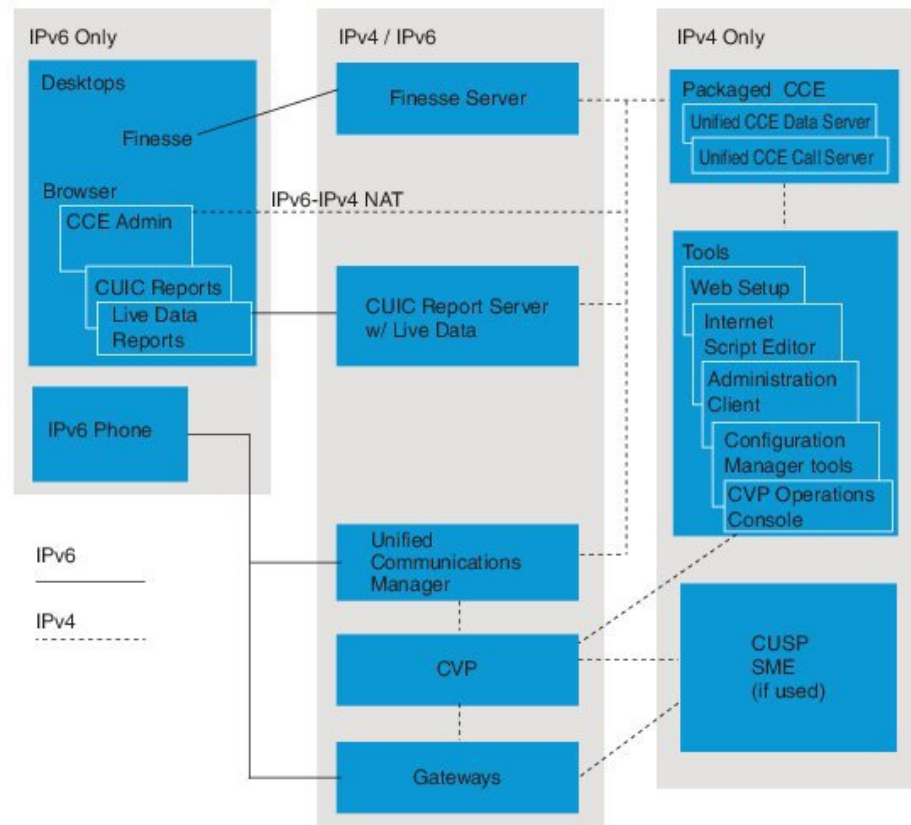 IPv6 Only
Desktops
Finesse
Browser
CCE Admin
CUIC Reports
Live Data
Reports
IPv6 Phone
IPv6
IPv4
IPv6-IPv4 NAT
IPv4 / IPv6
Finesse Server
CUIC Report Server
w/ Live Data
Unified
Communications
Manager
CVP
Gateways
IPv4 Only
Packaged CCE
Unified CCE Data Server
Unified CCE Call Server
Tools
Web Setup
Internet
Script Editor
Administration
Client
Configuration
Manager tools
CVP Operations
Console
CUSP
SME
(if used)